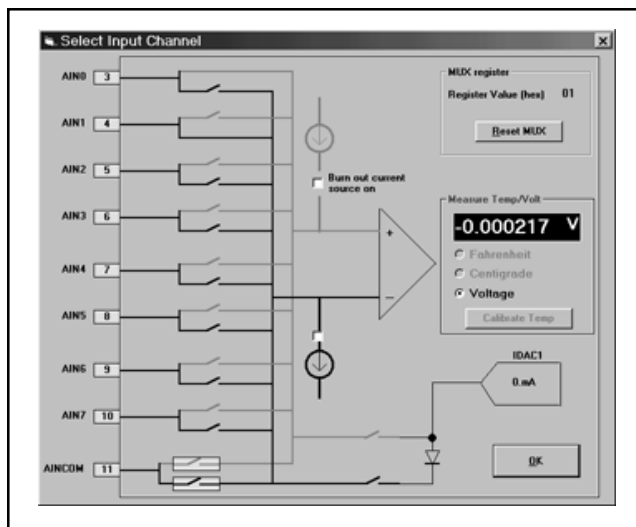 Select Input Channel
AIN0 3
AIN1 4
AIN2 5
AIN3 6
AIN4 7
AIN5 8
AIN6 9
AIN7 10
AINCOM 11
Burn out current
source on
+
−
MUX register
Register Value (hex) 01
Reset MUX
Measure Temp/Volt
-0.000217 V
Fahrenheit
Centigrade
Voltage
Calibrate Temp
IDAC1
0.mA
OK